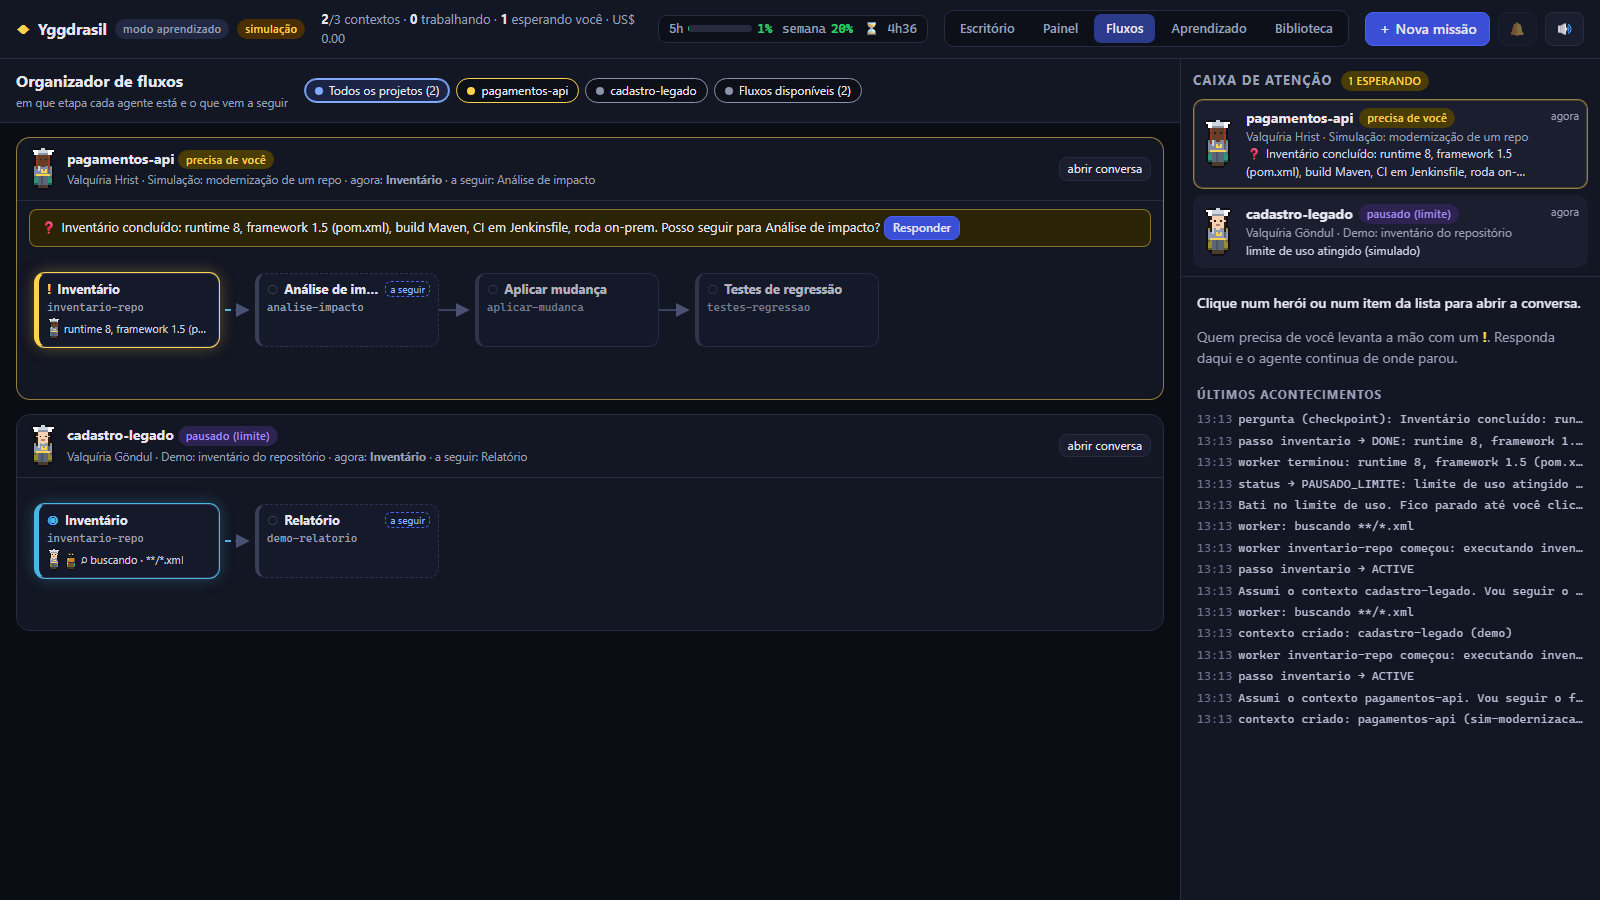 Yggdrasil modo aprendizado simulação
2/3 contextos · 0 trabalhando · 1 esperando você · US$
0.00
5h 1% semana 20% ⏳ 4h36
Escritório Painel Fluxos Aprendizado Biblioteca
+ Nova missão
Organizador de fluxos
em que etapa cada agente está e o que vem a seguir
Todos os projetos (2) pagamentos-api cadastro-legado Fluxos disponíveis (2)
pagamentos-api precisa de você
Valquíria Hrist · Simulação: modernização de um repo · agora: Inventário · a seguir: Análise de impacto
abrir conversa
❓ Inventário concluído: runtime 8, framework 1.5 (pom.xml), build Maven, CI em Jenkinsfile, roda on-prem. Posso seguir para Análise de impacto? Responder
! Inventário
inventario-repo
runtime 8, framework 1.5 (p...
Análise de im... a seguir
analise-impacto
Aplicar mudança
aplicar-mudanca
Testes de regressão
testes-regressao
cadastro-legado pausado (limite)
Valquíria Göndul · Demo: inventário do repositório · agora: Inventário · a seguir: Relatório
abrir conversa
Inventário
inventario-repo
buscando · **/*.xml
Relatório a seguir
demo-relatorio
CAIXA DE ATENÇÃO 1 ESPERANDO
pagamentos-api precisa de você agora
Valquíria Hrist · Simulação: modernização de um repo
❓ Inventário concluído: runtime 8, framework 1.5
(pom.xml), build Maven, CI em Jenkinsfile, roda on-...
cadastro-legado pausado (limite) agora
Valquíria Göndul · Demo: inventário do repositório
limite de uso atingido (simulado)
Clique num herói ou num item da lista para abrir a conversa.
Quem precisa de você levanta a mão com um !. Responda
daqui e o agente continua de onde parou.
ÚLTIMOS ACONTECIMENTOS
13:13 pergunta (checkpoint): Inventário concluído: run...
13:13 passo inventario → DONE: runtime 8, framework 1...
13:13 worker terminou: runtime 8, framework 1.5 (pom.x...
13:13 status → PAUSADO_LIMITE: limite de uso atingido ...
13:13 Bati no limite de uso. Fico parado até você clic...
13:13 worker: buscando **/*.xml
13:13 worker inventario-repo começou: executando inven...
13:13 passo inventario → ACTIVE
13:13 Assumi o contexto cadastro-legado. Vou seguir o ...
13:13 worker: buscando **/*.xml
13:13 contexto criado: cadastro-legado (demo)
13:13 worker inventario-repo começou: executando inven...
13:13 passo inventario → ACTIVE
13:13 Assumi o contexto pagamentos-api. Vou seguir o f...
13:13 contexto criado: pagamentos-api (sim-modernizaca...